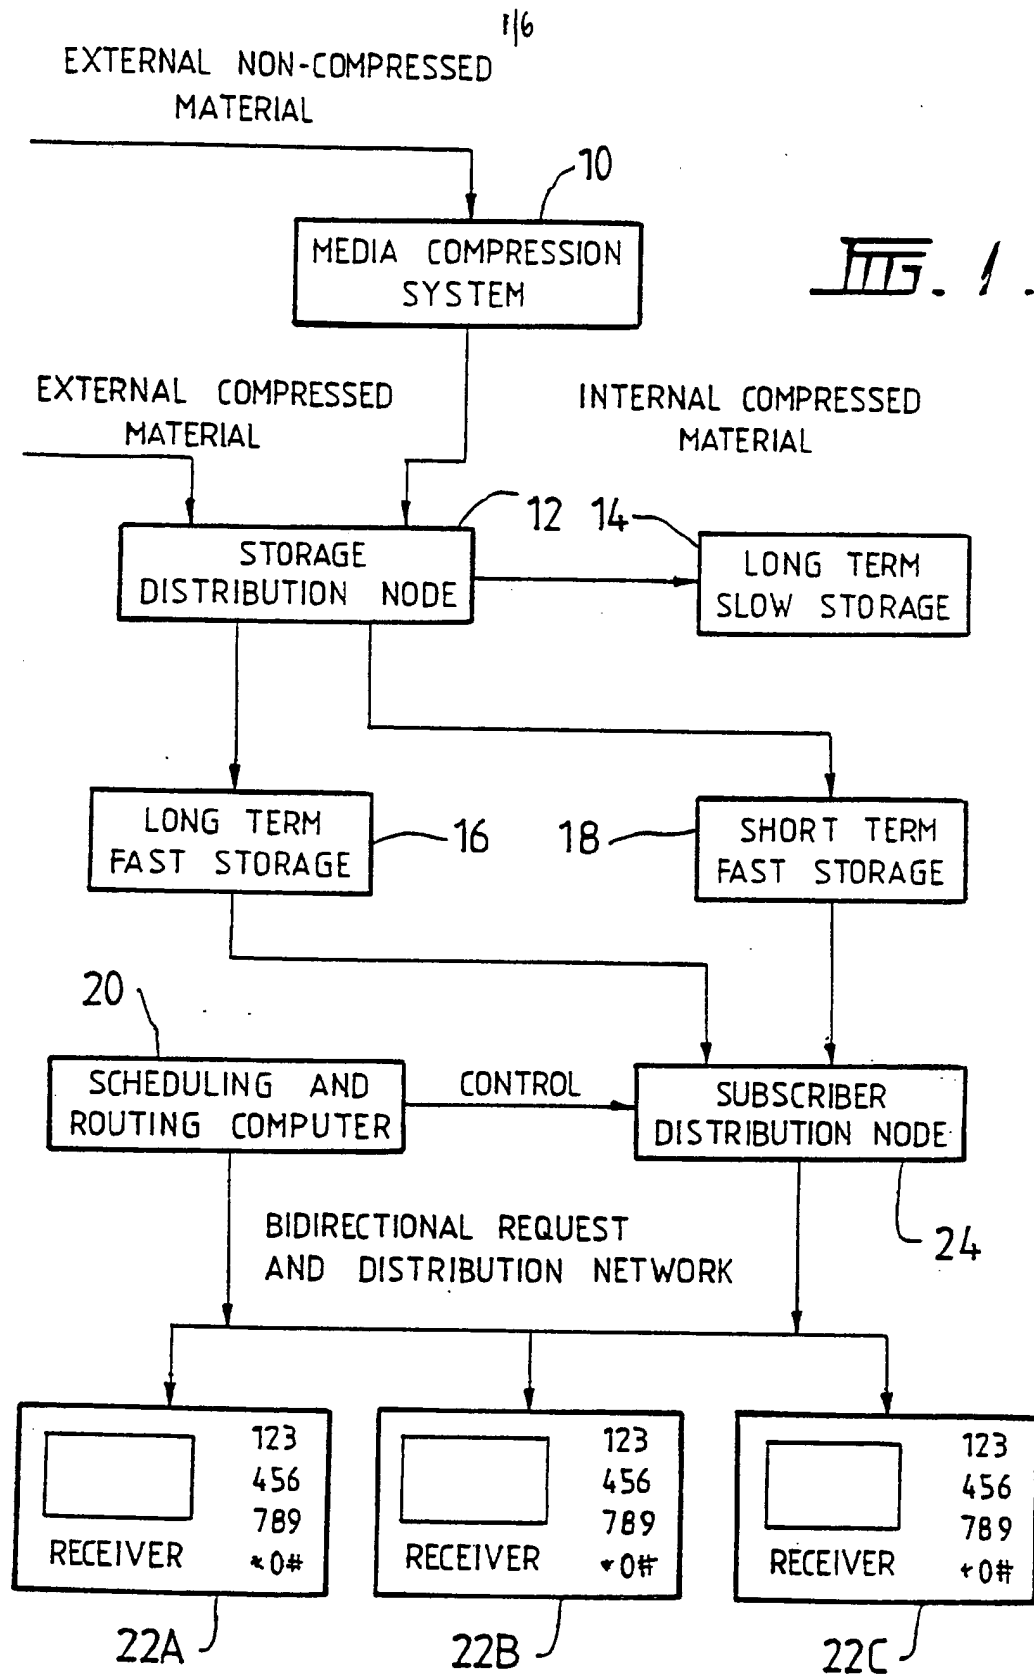 1/6
EXTERNAL NON-COMPRESSED
MATERIAL
10
MEDIA COMPRESSION
SYSTEM
FIG. 1.
EXTERNAL COMPRESSED
MATERIAL
INTERNAL COMPRESSED
MATERIAL
12
14
STORAGE
DISTRIBUTION NODE
LONG TERM
SLOW STORAGE
LONG TERM
FAST STORAGE
16
18
SHORT TERM
FAST STORAGE
20
SCHEDULING AND
ROUTING COMPUTER
CONTROL
SUBSCRIBER
DISTRIBUTION NODE
24
BIDIRECTIONAL REQUEST
AND DISTRIBUTION NETWORK
123
456
789
*0#
RECEIVER
22A
123
456
789
*0#
RECEIVER
22B
123
456
789
*0#
RECEIVER
22C